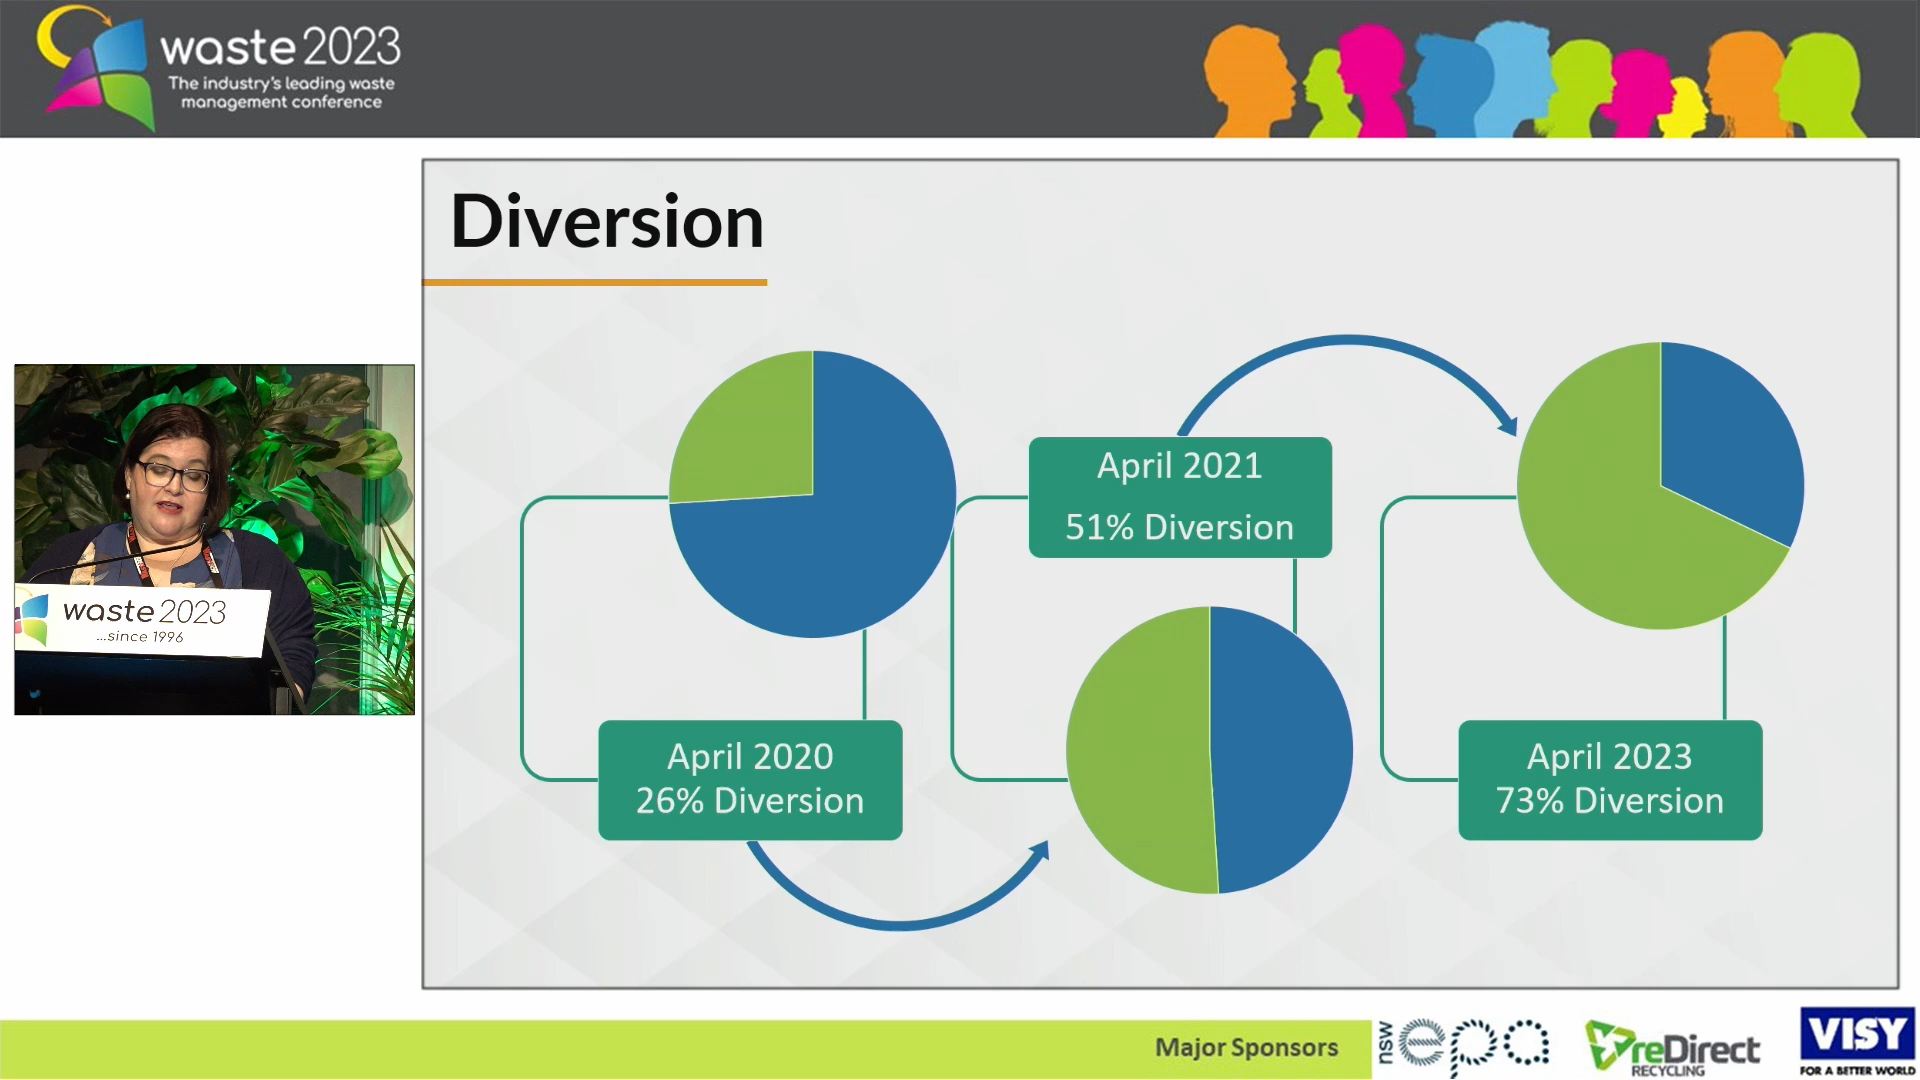 waste 2023
The industry's leading waste
management conference
Diversion
April 2021
51% Diversion
April 2020
26% Diversion
April 2023
73% Diversion
waste 2023
...since 1996
Major Sponsors
nsw epa
reDirect
RECYCLING
VISY
FOR A BETTER WORLD